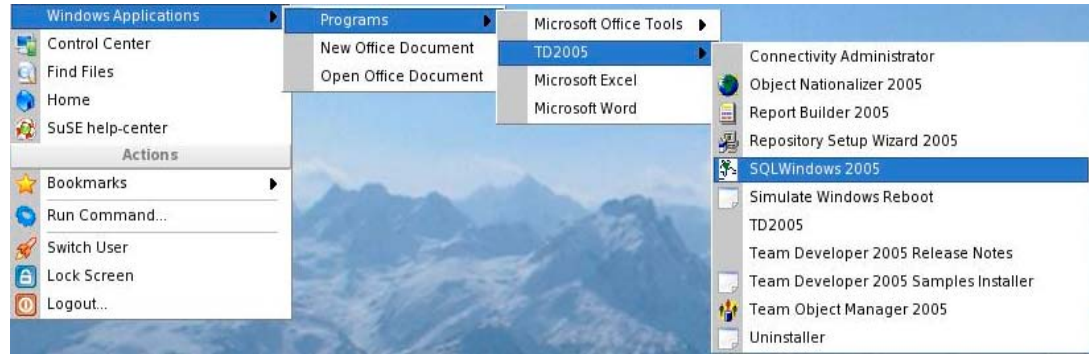 Windows Applications
Control Center
Find Files
Home
SuSE help-center
Actions
Bookmarks
Run Command...
Switch User
Lock Screen
Logout...
Programs
New Office Document
Open Office Document
Microsoft Office Tools
TD2005
Microsoft Excel
Microsoft Word
Connectivity Administrator
Object Nationalizer 2005
Report Builder 2005
Repository Setup Wizard 2005
SQLWindows 2005
Simulate Windows Reboot
TD2005
Team Developer 2005 Release Notes
Team Developer 2005 Samples Installer
Team Object Manager 2005
Uninstaller